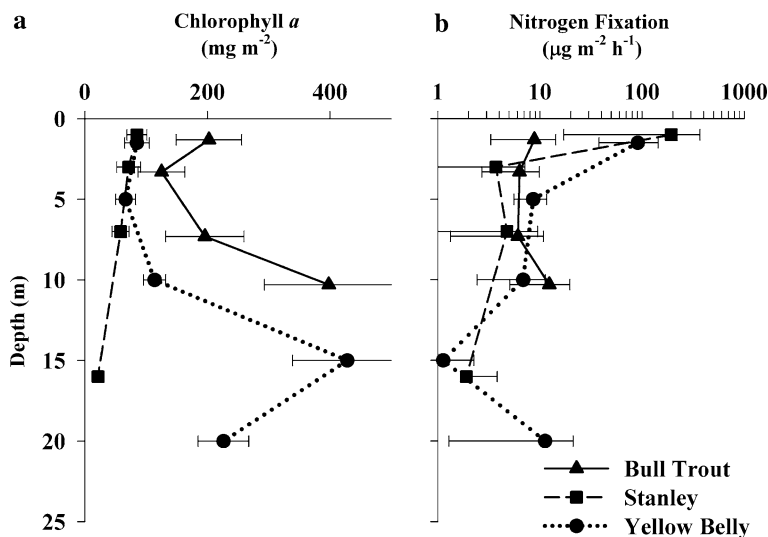 a
Chlorophyll a
(mg m-2)
0 200 400
0
5
10
15
20
25
Depth (m)
b
Nitrogen Fixation
(µg m-2 h-1)
1 10 100 1000
Bull Trout
Stanley
Yellow Belly